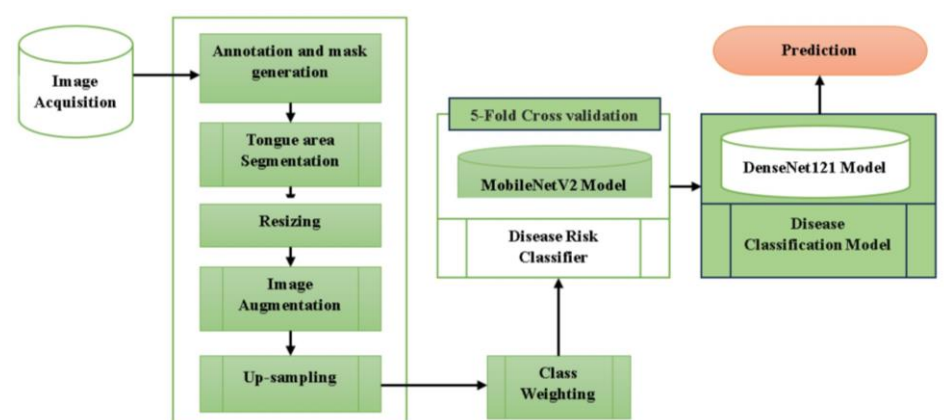 Image
Acquisition
Annotation and mask
generation
Tongue area
Segmentation
Resizing
Image
Augmentation
Up-sampling
Class
Weighting
5-Fold Cross validation
MobileNetV2 Model
Disease Risk
Classifier
DenseNet121 Model
Disease
Classification Model
Prediction